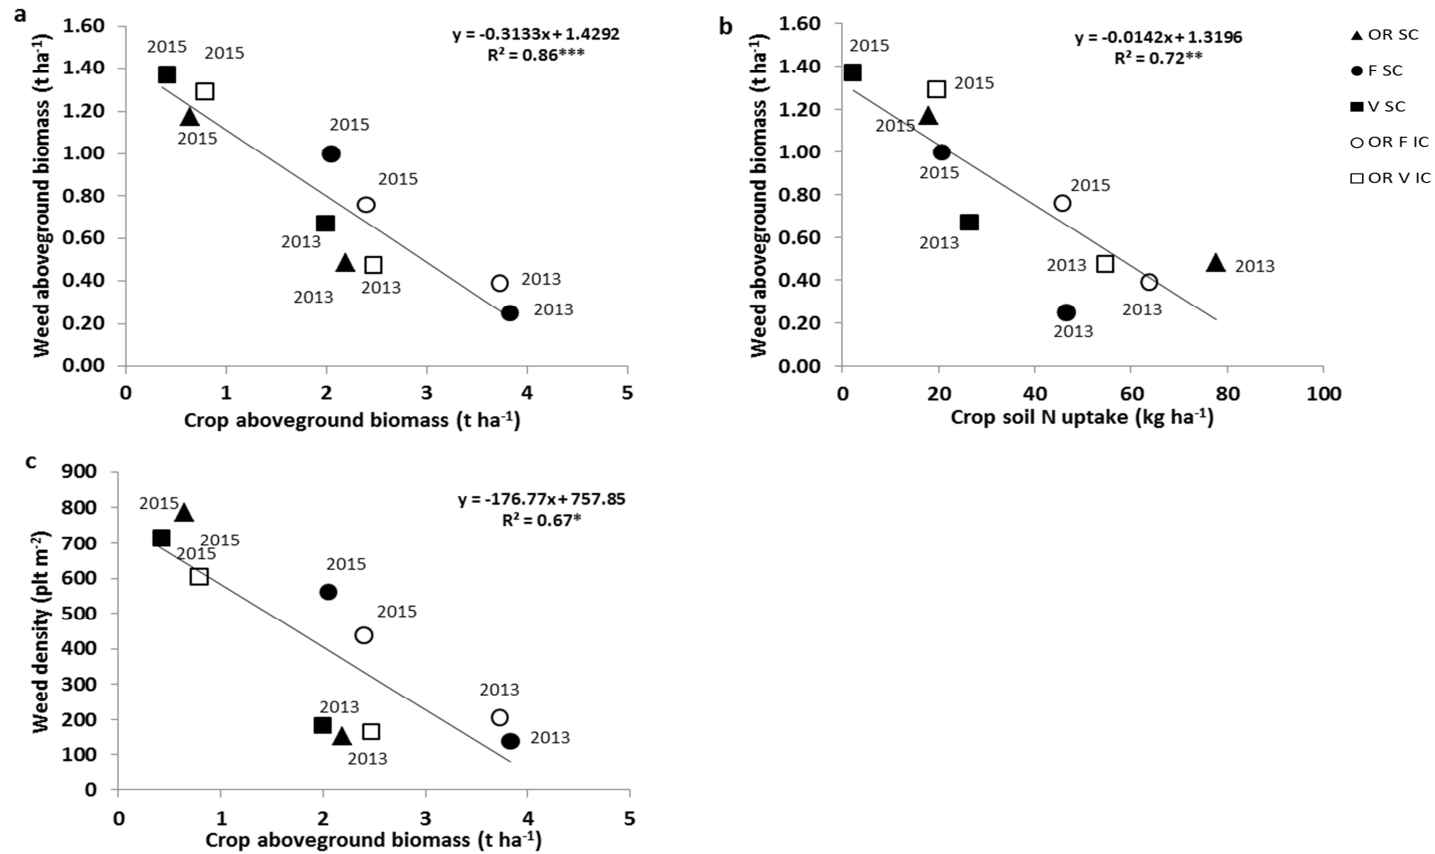 a
y = -0.3133x + 1.4292
R² = 0.86***
Weed aboveground biomass (t ha⁻¹)
1.60
1.40
1.20
1.00
0.80
0.60
0.40
0.20
0.00
2015
2015
2015
2015
2015
2013
2013
2013
2013
2013
0 1 2 3 4 5
Crop aboveground biomass (t ha⁻¹)
b
y = -0.0142x + 1.3196
R² = 0.72**
Weed aboveground biomass (t ha⁻¹)
1.60
1.40
1.20
1.00
0.80
0.60
0.40
0.20
0.00
2015
2015
2015
2015
2015
2013
2013
2013
2013
2013
0 20 40 60 80 100
Crop soil N uptake (kg ha⁻¹)
OR SC
F SC
V SC
OR F IC
OR V IC
c
y = -176.77x + 757.85
R² = 0.67*
Weed density (plt m⁻²)
900
800
700
600
500
400
300
200
100
0
2015
2015
2015
2015
2015
2013
2013
2013
2013
0 1 2 3 4 5
Crop aboveground biomass (t ha⁻¹)